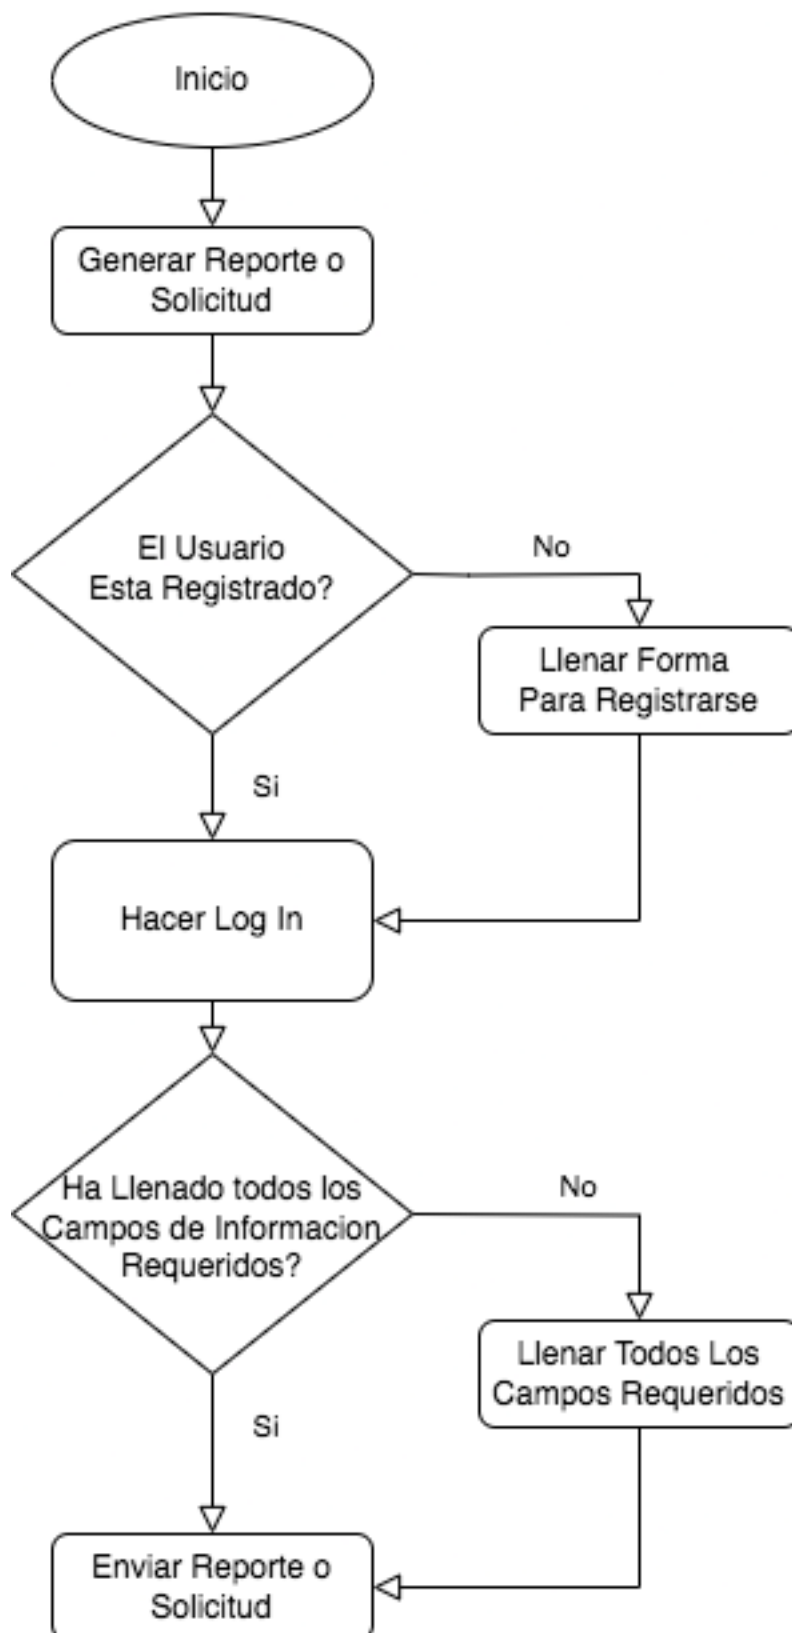 Inicio
Generar Reporte o
Solicitud
El Usuario
Esta Registrado?
No
Llenar Forma
Para Registrarse
Si
Hacer Log In
Ha Llenado todos los
Campos de Informacion
Requeridos?
No
Llenar Todos Los
Campos Requeridos
Si
Enviar Reporte o
Solicitud